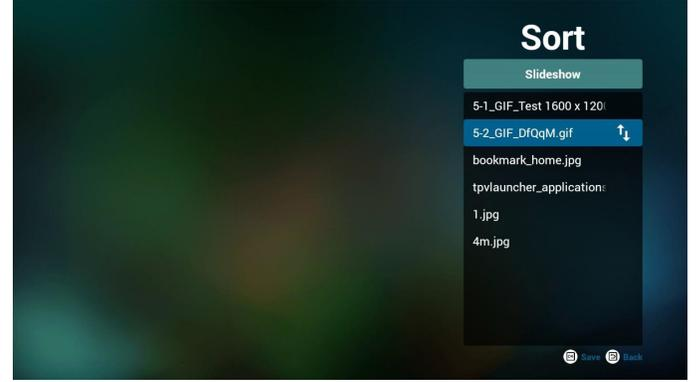 Sort
Slideshow
5-1_GIF_Test 1600 x 120
5-2_GIF_DfQqM.gif
bookmark_home.jpg
tpvlauncher_applications
1.jpg
4m.jpg
Save Back